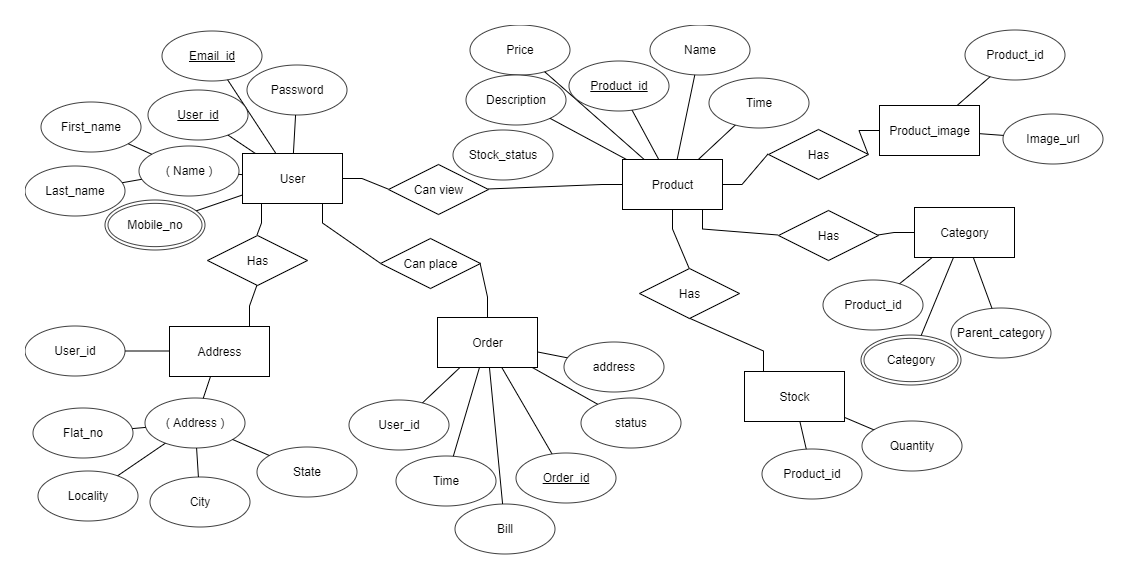 Email_id
Password
User_id
First_name
( Name )
Last_name
Mobile_no
User
Can view
Has
Can place
Price
Name
Description
Product_id
Time
Stock_status
Product
Has
Product_image
Product_id
Image_url
Has
Category
Product_id
Parent_category
Category
Has
Stock
Quantity
Product_id
Address
User_id
( Address )
Flat_no
Locality
City
State
Order
address
status
User_id
Time
Order_id
Bill